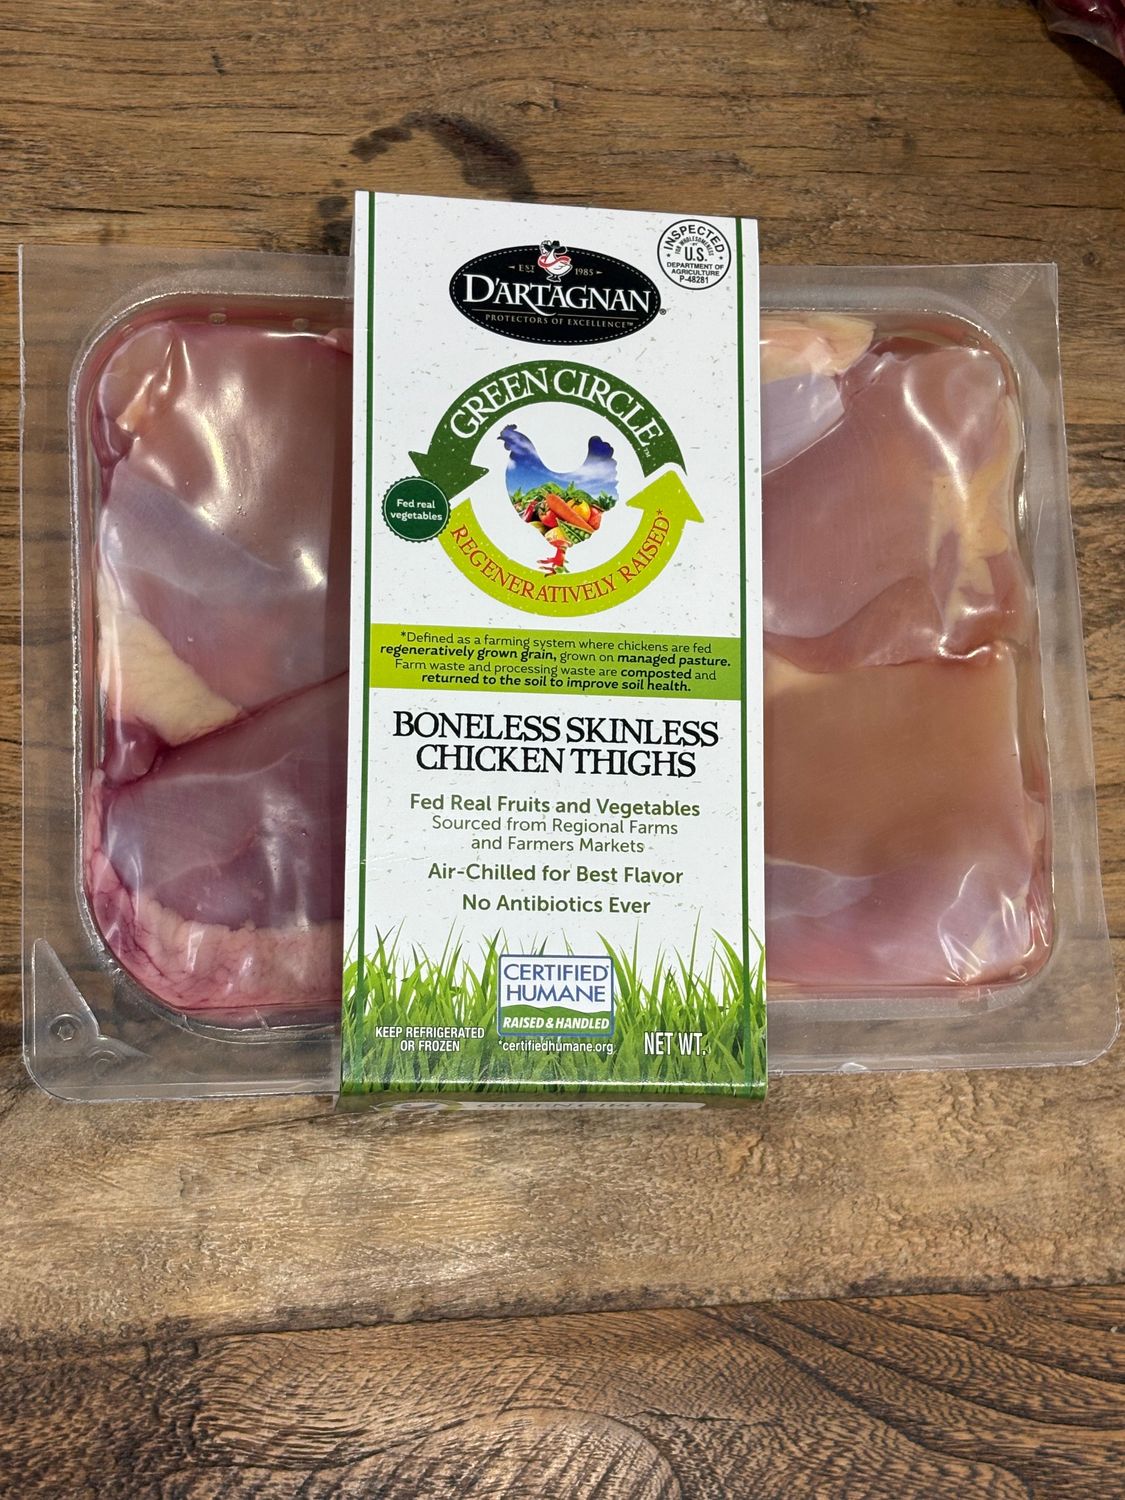 EST 1985
D'ARTAGNAN®
PROTECTORS OF EXCELLENCE™
INSPECTED
FOR WHOLESOMENESS
BY
U.S.
DEPARTMENT OF
AGRICULTURE
P-48281
GREEN CIRCLE™
Fed real
vegetables
REGENERATIVELY RAISED*
*Defined as a farming system where chickens are fed
regeneratively grown grain, grown on managed pasture.
Farm waste and processing waste are composted and
returned to the soil to improve soil health.
BONELESS SKINLESS
CHICKEN THIGHS
Fed Real Fruits and Vegetables
Sourced from Regional Farms
and Farmers Markets
Air-Chilled for Best Flavor
No Antibiotics Ever
CERTIFIED
HUMANE®
RAISED & HANDLED
KEEP REFRIGERATED
OR FROZEN
*certifiedhumane.org
NET WT.
GREEN CIRCLE